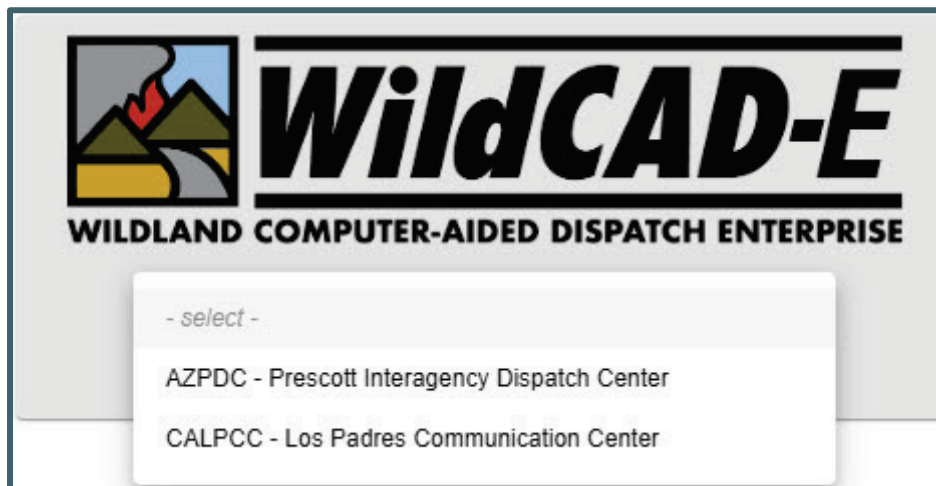 WildCAD-E
WILDLAND COMPUTER-AIDED DISPATCH ENTERPRISE
- select -
AZPDC - Prescott Interagency Dispatch Center
CALPCC - Los Padres Communication Center